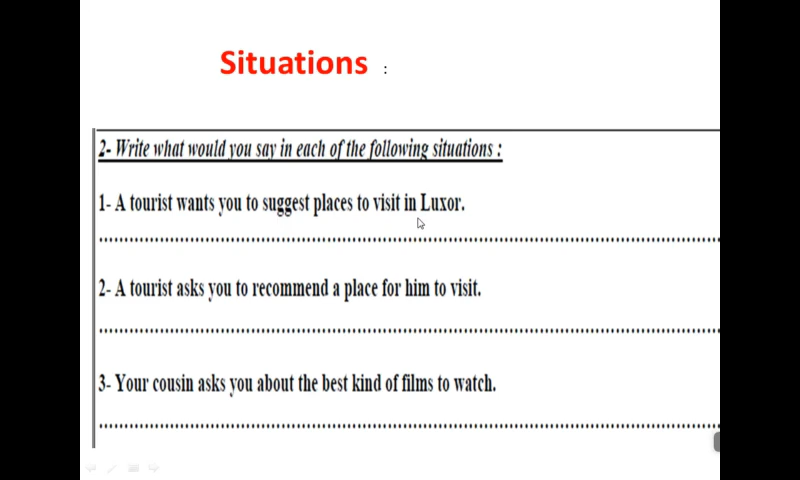 Situations :
2- Write what would you say in each of the following situations :
1- A tourist wants you to suggest places to visit in Luxor.
2- A tourist asks you to recommend a place for him to visit.
3- Your cousin asks you about the best kind of films to watch.